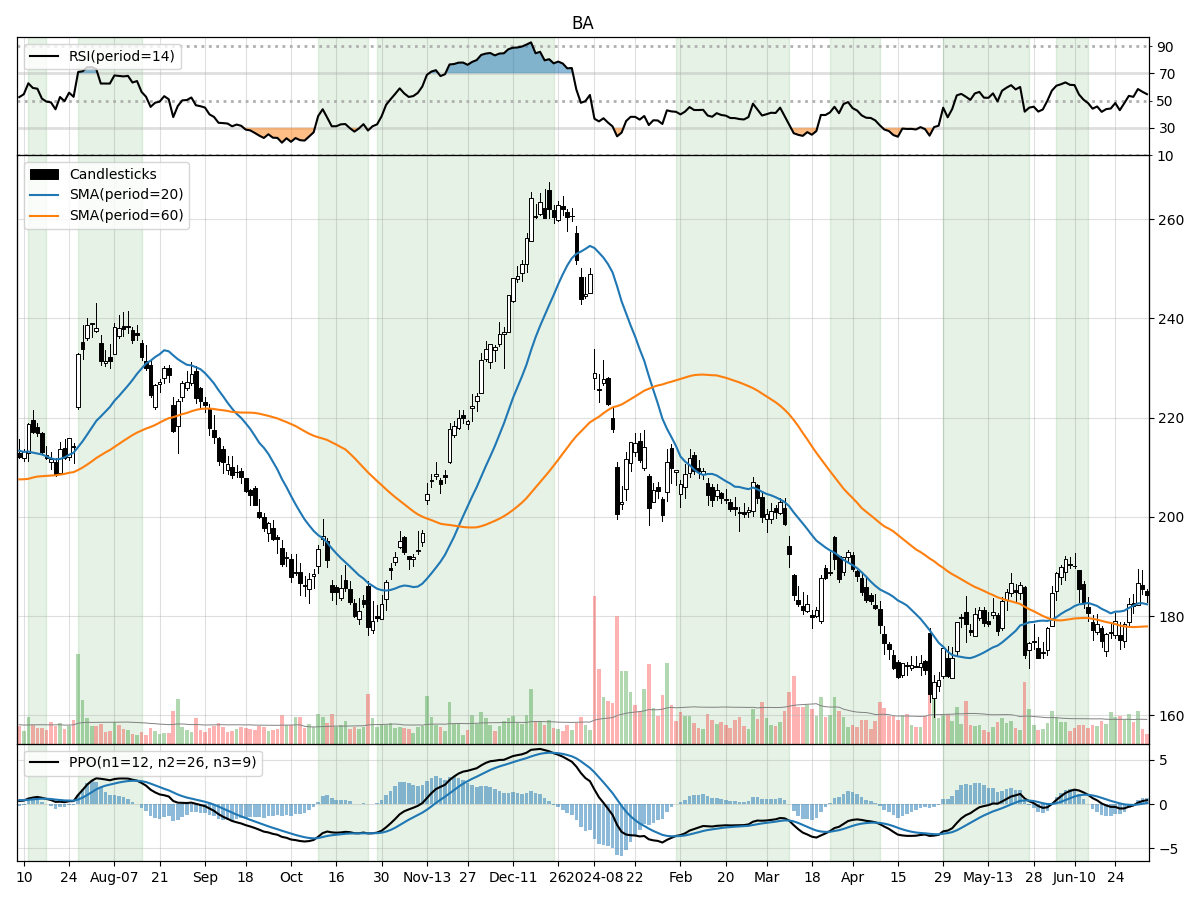 BA
RSI(period=14)
90
70
50
30
10
Candlesticks
SMA(period=20)
SMA(period=60)
260
240
220
200
180
160
PPO(n1=12, n2=26, n3=9)
5
0
−5
10 24 Aug-07 21 Sep 18 Oct 16 30 Nov-13 27 Dec-11 26 2024-08 22 Feb 20 Mar 18 Apr 15 29 May-13 28 Jun-10 24